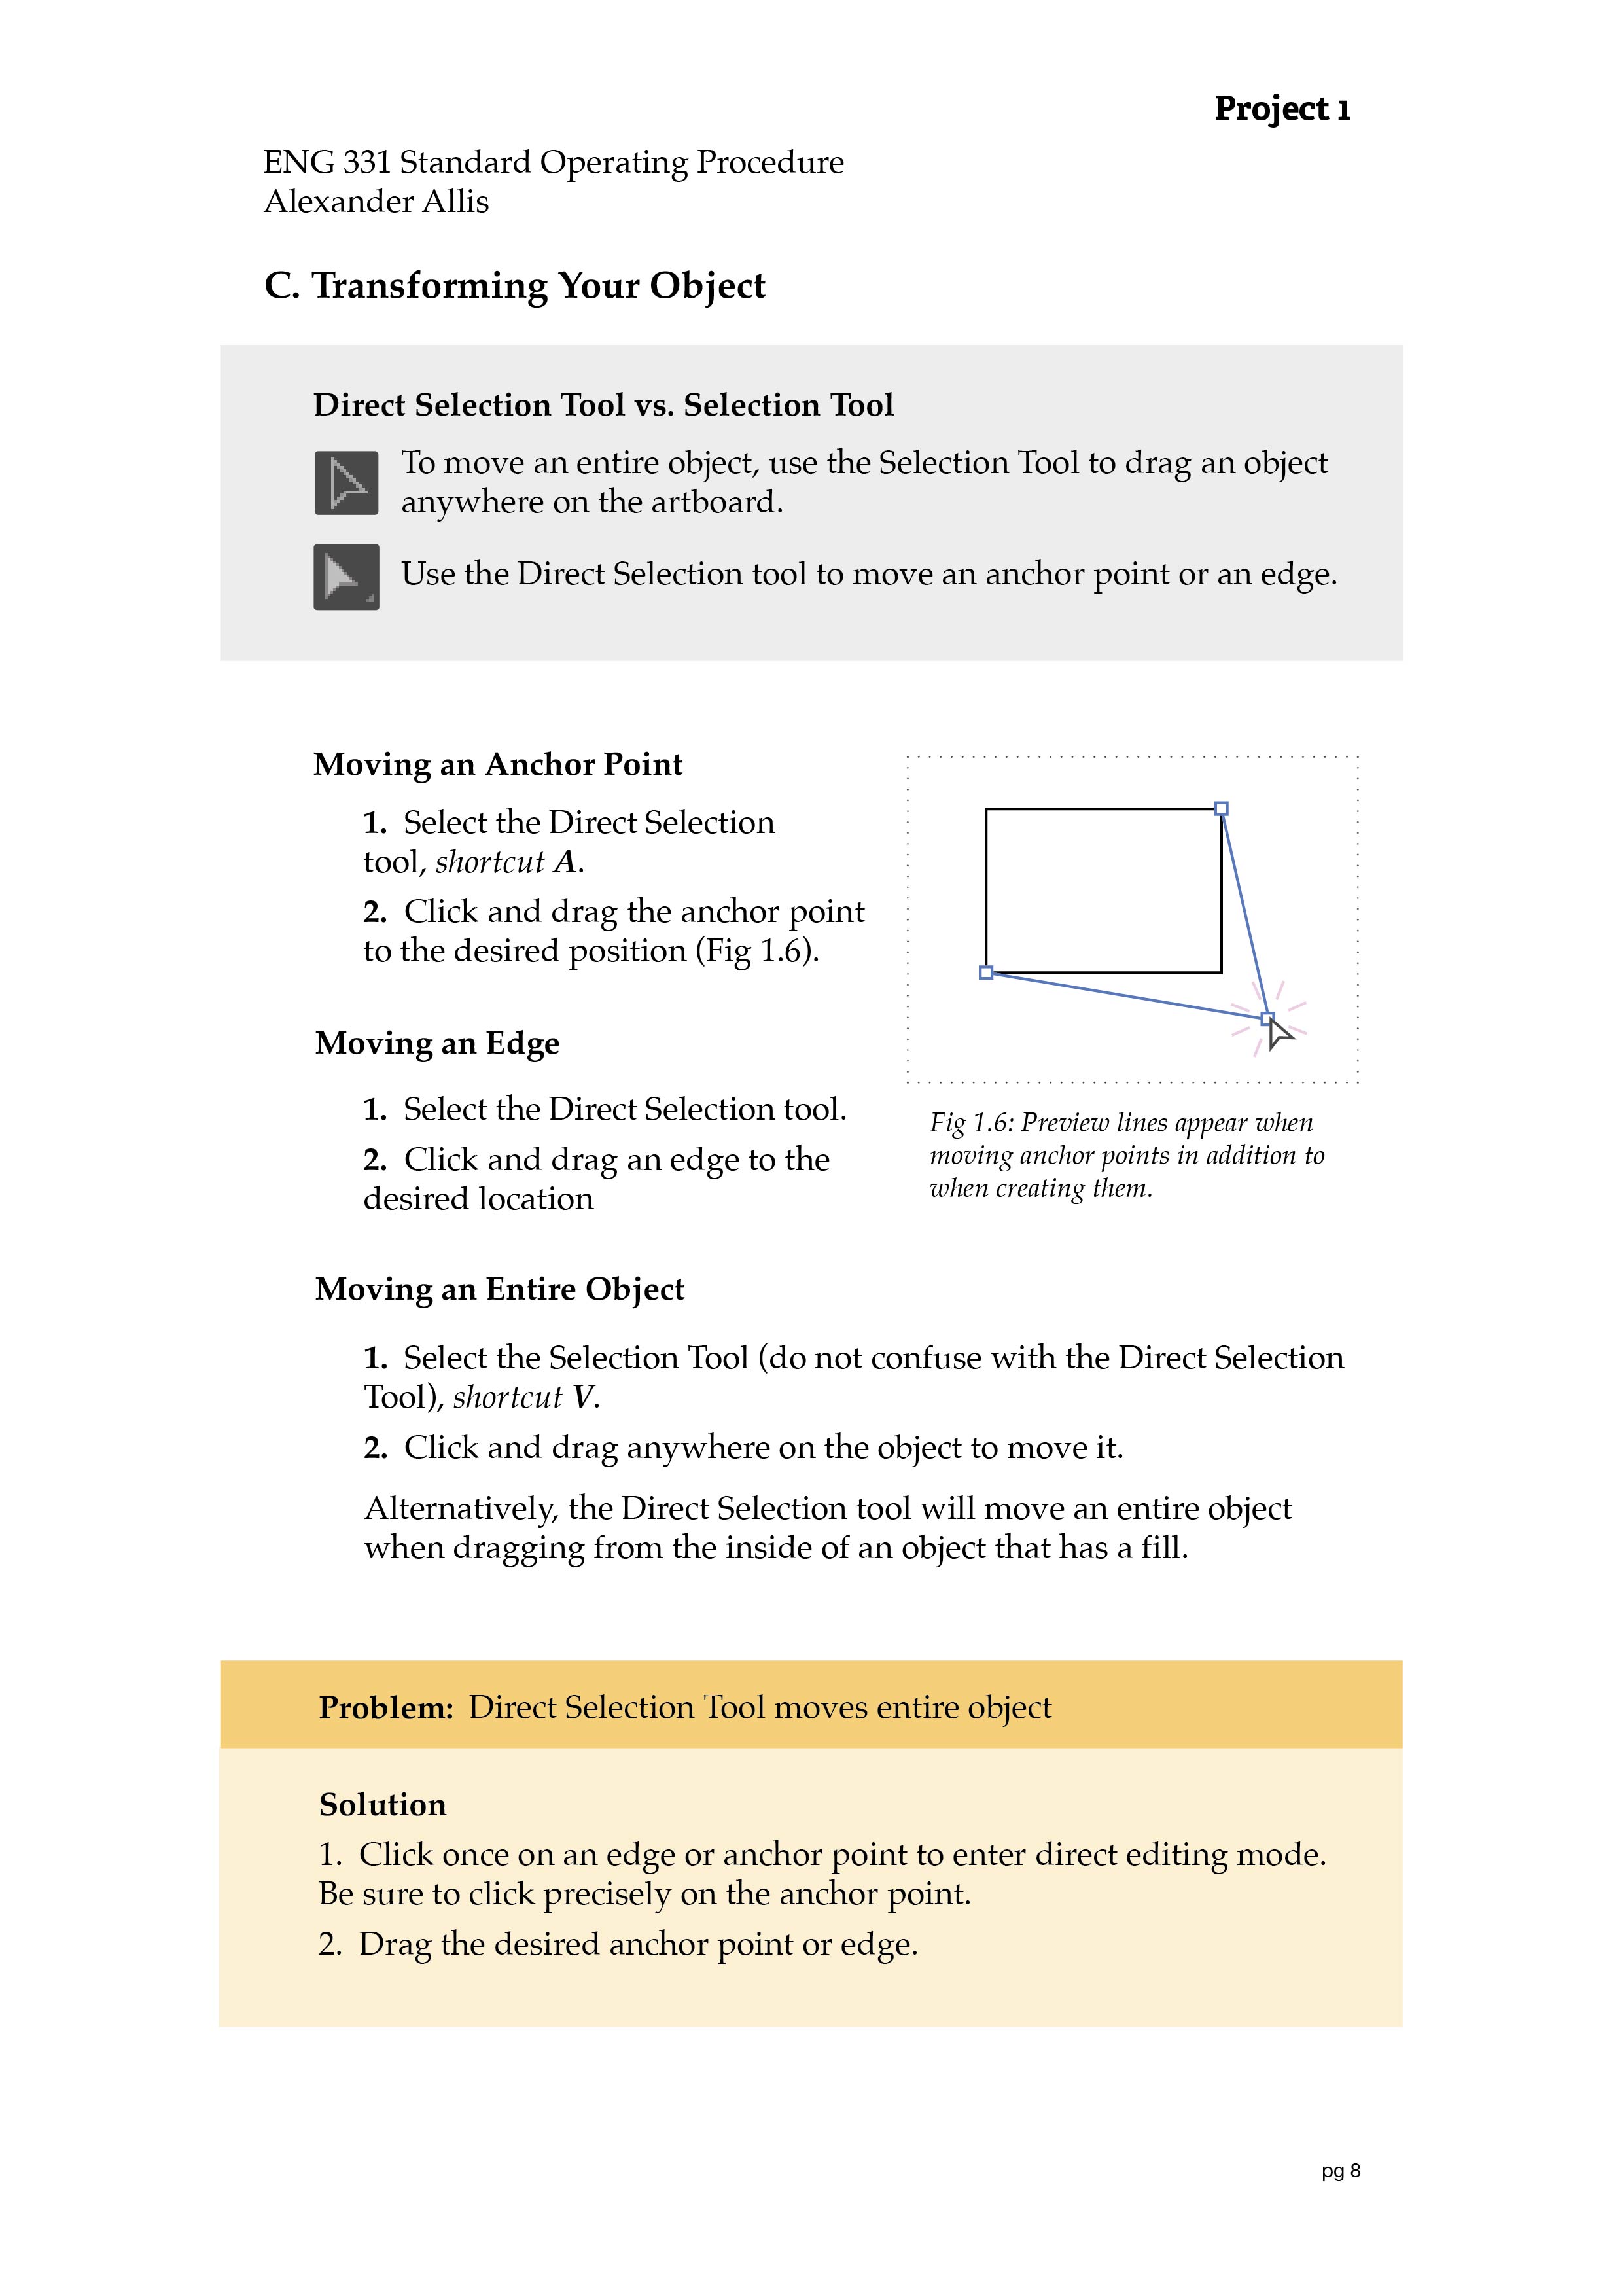 Project 1
ENG 331 Standard Operating Procedure
Alexander Allis
C. Transforming Your Object
Direct Selection Tool vs. Selection Tool
To move an entire object, use the Selection Tool to drag an object
anywhere on the artboard.
Use the Direct Selection tool to move an anchor point or an edge.
Moving an Anchor Point
1. Select the Direct Selection
tool, shortcut A.
2. Click and drag the anchor point
to the desired position (Fig 1.6).
Moving an Edge
1. Select the Direct Selection tool.
2. Click and drag an edge to the
desired location
Fig 1.6: Preview lines appear when
moving anchor points in addition to
when creating them.
Moving an Entire Object
1. Select the Selection Tool (do not confuse with the Direct Selection
Tool), shortcut V.
2. Click and drag anywhere on the object to move it.
Alternatively, the Direct Selection tool will move an entire object
when dragging from the inside of an object that has a fill.
Problem: Direct Selection Tool moves entire object
Solution
1. Click once on an edge or anchor point to enter direct editing mode.
Be sure to click precisely on the anchor point.
2. Drag the desired anchor point or edge.
pg 8